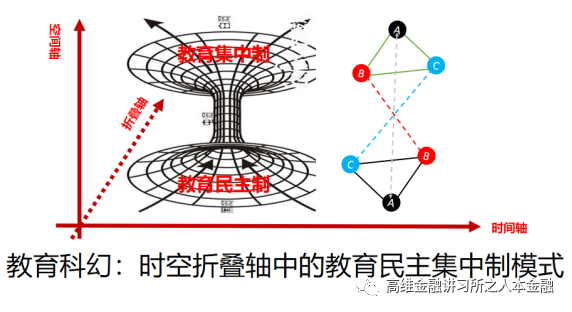 空间轴
折叠轴
教育集中制
教育民主制
A
B
C
C
B
A
时间轴
教育科幻：时空折叠轴中的教育民主集中制模式
高维金融讲习所之人本金融